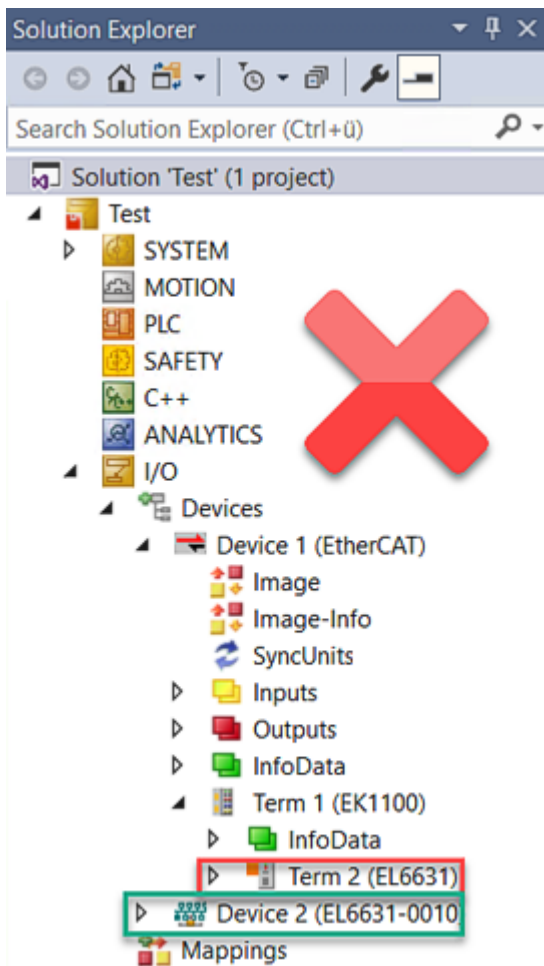 Solution Explorer
Search Solution Explorer (Ctrl+ü)
Solution 'Test' (1 project)
Test
SYSTEM
MOTION
PLC
SAFETY
C++
ANALYTICS
I/O
Devices
Device 1 (EtherCAT)
Image
Image-Info
SyncUnits
Inputs
Outputs
InfoData
Term 1 (EK1100)
InfoData
Term 2 (EL6631)
Device 2 (EL6631-0010
Mappings